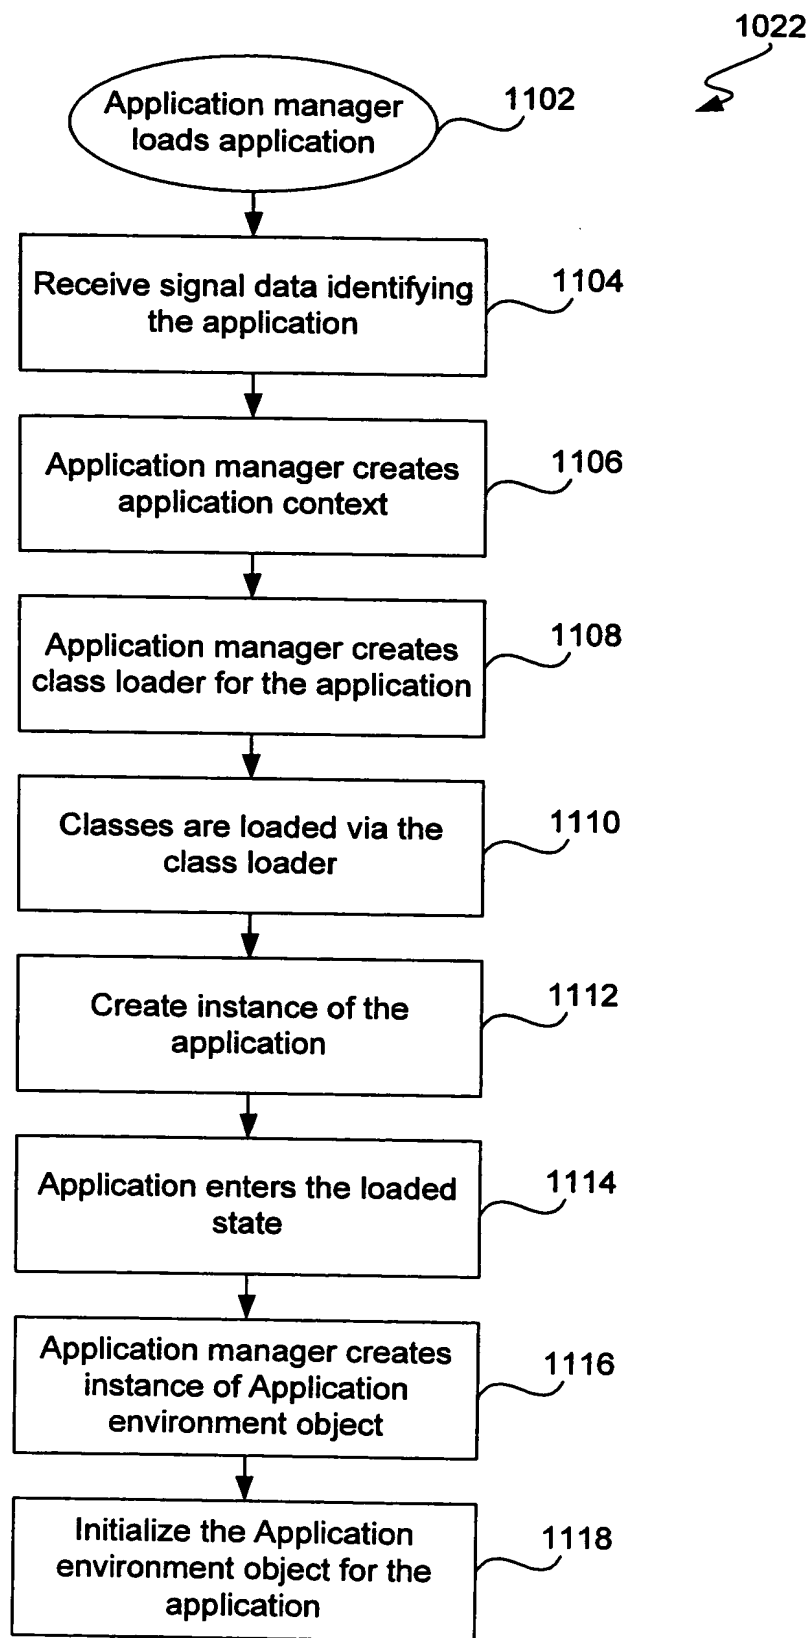 1022
Application manager
loads application
1102
Receive signal data identifying
the application
1104
Application manager creates
application context
1106
Application manager creates
class loader for the application
1108
Classes are loaded via the
class loader
1110
Create instance of the
application
1112
Application enters the loaded
state
1114
Application manager creates
instance of Application
environment object
1116
Initialize the Application
environment object for the
application
1118